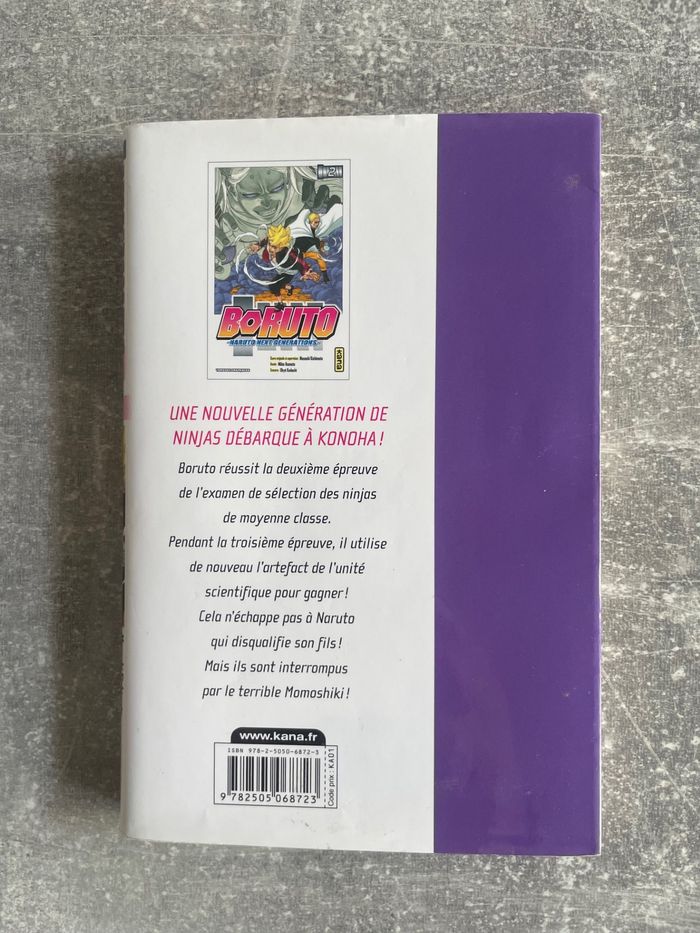 2
BORUTO
-NARUTO NEXT GENERATIONS-
kana
UNE NOUVELLE GÉNÉRATION DE
NINJAS DÉBARQUE À KONOHA !
Boruto réussit la deuxième épreuve
de l'examen de sélection des ninjas
de moyenne classe.
Pendant la troisième épreuve, il utilise
de nouveau l'artefact de l'unité
scientifique pour gagner !
Cela n'échappe pas à Naruto
qui disqualifie son fils !
Mais ils sont interrompus
par le terrible Momoshiki !
www.kana.fr
ISBN 978-2-5050-6872-3
9 782505 068723
Code prix : KA01